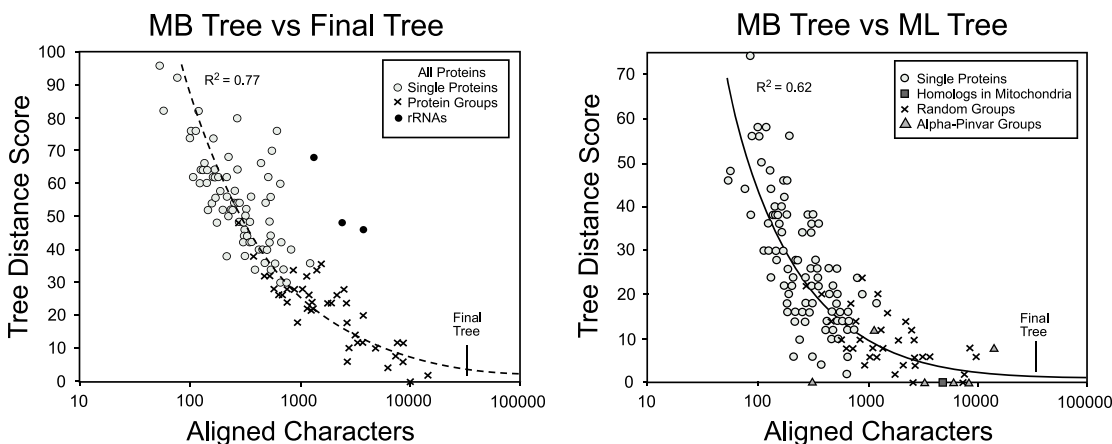 MB Tree vs Final Tree
Tree Distance Score
100
90
80
70
60
50
40
30
20
10
0
R² = 0.77
All Proteins
Single Proteins
Protein Groups
rRNAs
Final
Tree
10
100
1000
10000
100000
Aligned Characters
MB Tree vs ML Tree
Tree Distance Score
70
60
50
40
30
20
10
0
R² = 0.62
Single Proteins
Homologs in Mitochondria
Random Groups
Alpha-Pinvar Groups
Final
Tree
10
100
1000
10000
100000
Aligned Characters